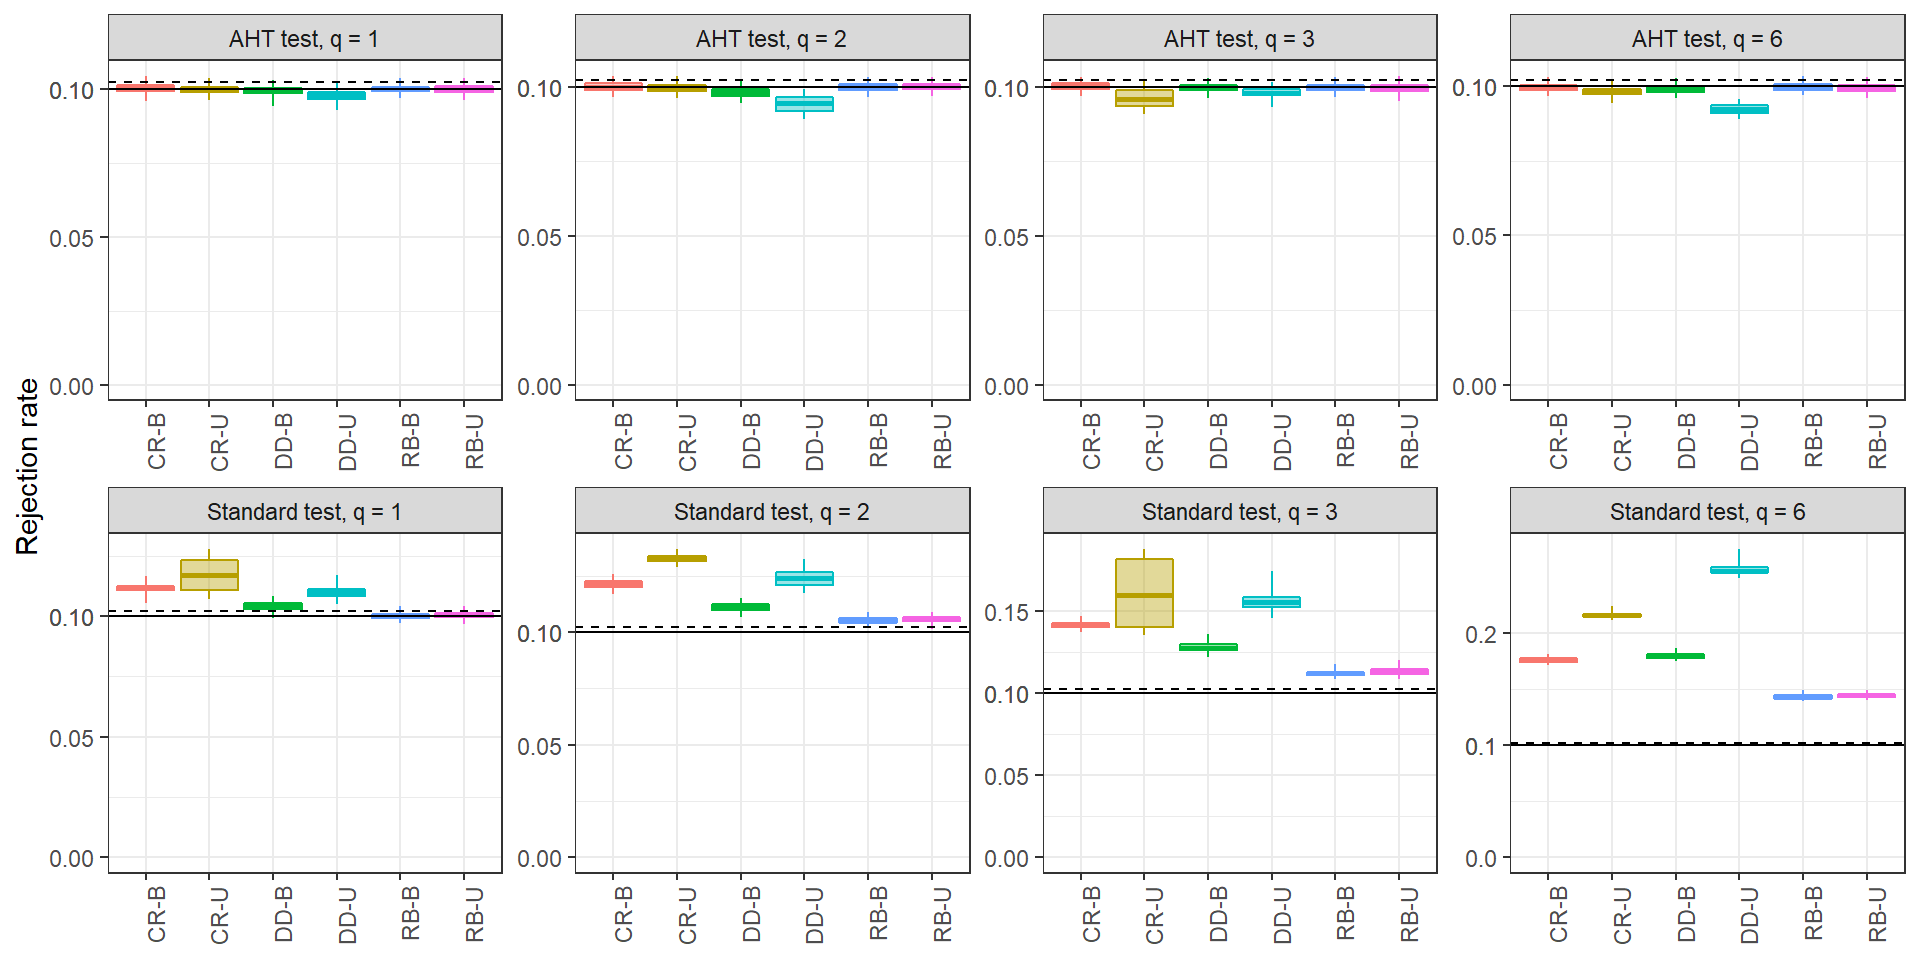 AHT test, q = 1
AHT test, q = 2
AHT test, q = 3
AHT test, q = 6
0.10
0.05
0.00
0.10
0.05
0.00
0.10
0.05
0.00
0.10
0.05
0.00
CR-B
CR-U
DD-B
DD-U
RB-B
RB-U
CR-B
CR-U
DD-B
DD-U
RB-B
RB-U
CR-B
CR-U
DD-B
DD-U
RB-B
RB-U
CR-B
CR-U
DD-B
DD-U
RB-B
RB-U
Rejection rate
Standard test, q = 1
Standard test, q = 2
Standard test, q = 3
Standard test, q = 6
0.10
0.05
0.00
0.10
0.05
0.00
0.15
0.10
0.05
0.00
0.2
0.1
0.0
CR-B
CR-U
DD-B
DD-U
RB-B
RB-U
CR-B
CR-U
DD-B
DD-U
RB-B
RB-U
CR-B
CR-U
DD-B
DD-U
RB-B
RB-U
CR-B
CR-U
DD-B
DD-U
RB-B
RB-U